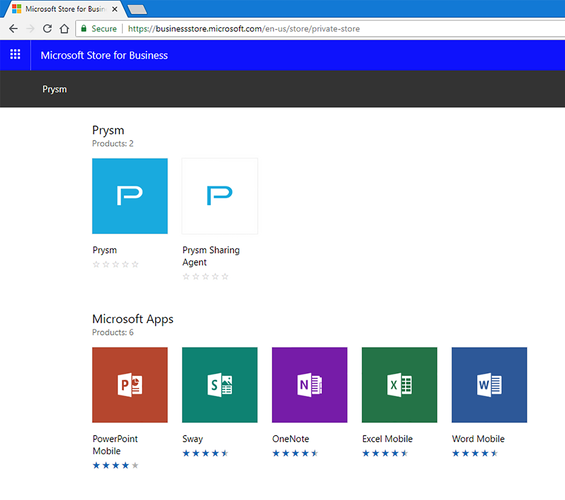 Microsoft Store for Busin
Secure
https://businessstore.microsoft.com/en-us/store/private-store
Microsoft Store for Business
Prysm
Prysm
Products: 2
P
P
Prysm
Prysm Sharing
Agent
Microsoft Apps
Products: 6
P
S
N
X
W
PowerPoint
Mobile
Sway
OneNote
Excel Mobile
Word Mobile